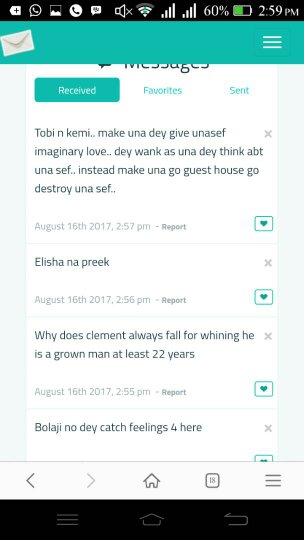 60% 2:59 PM
Messages
Received Favorites Sent
Tobi n kemi.. make una dey give unasef
imaginary love.. dey wank as una dey think abt
una sef.. instead make una go guest house go
destroy una sef..
August 16th 2017, 2:57 pm - Report
Elisha na preek
August 16th 2017, 2:56 pm - Report
Why does clement always fall for whining he
is a grown man at least 22 years
August 16th 2017, 2:55 pm - Report
Bolaji no dey catch feelings 4 here
18